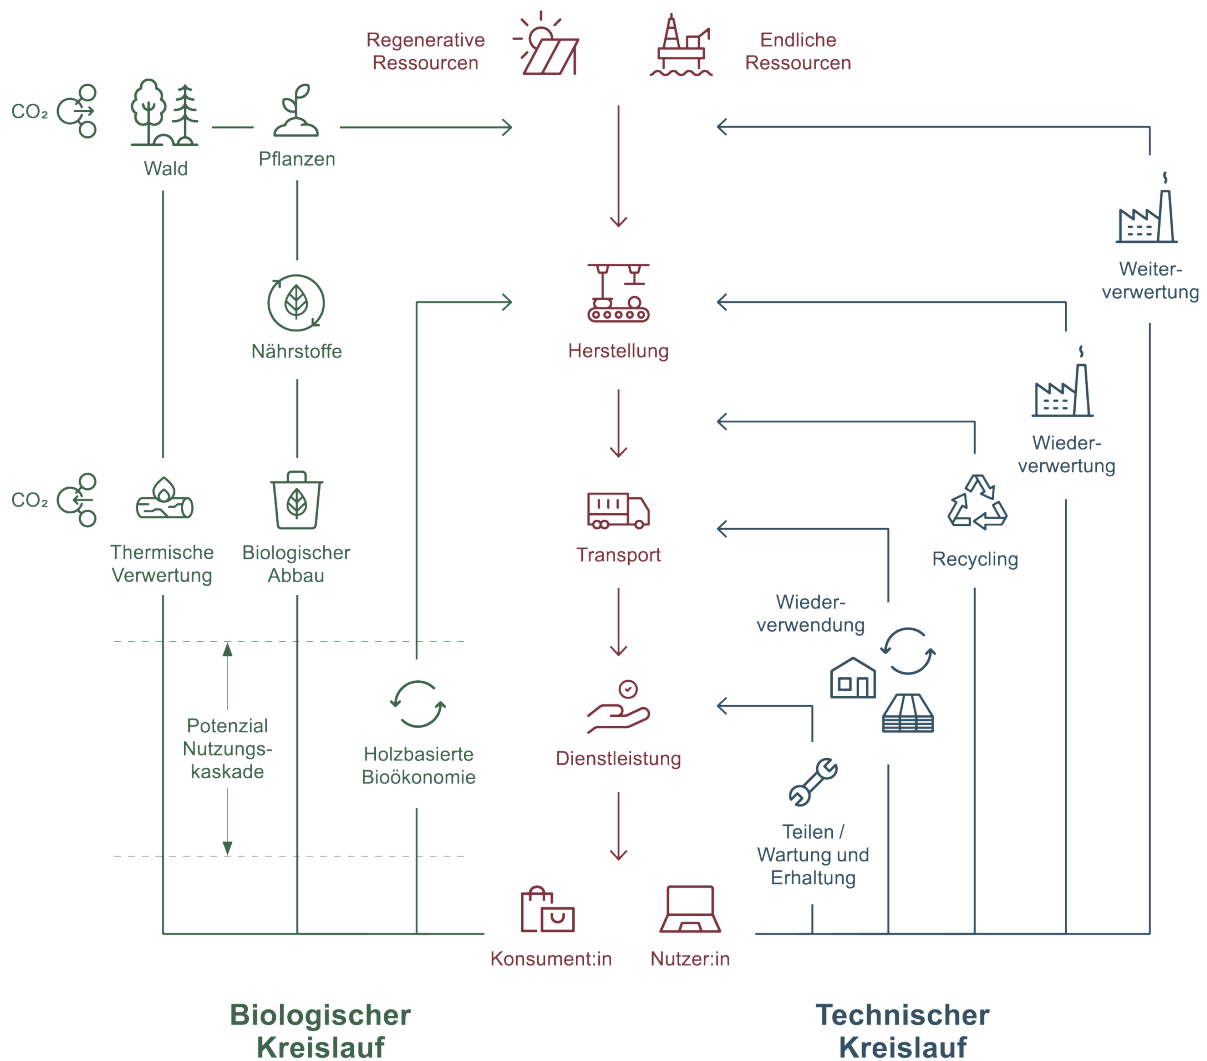 Regenerative
Ressourcen
Endliche
Ressourcen
CO₂
Wald
Pflanzen
Weiter-
verwertung
Nährstoffe
Herstellung
Wieder-
verwertung
CO₂
Thermische
Verwertung
Biologischer
Abbau
Transport
Recycling
Wieder-
verwendung
Potenzial
Nutzungs-
kaskade
Holzbasierte
Bioökonomie
Dienstleistung
Teilen /
Wartung und
Erhaltung
Konsument:in
Nutzer:in
Biologischer
Kreislauf
Technischer
Kreislauf